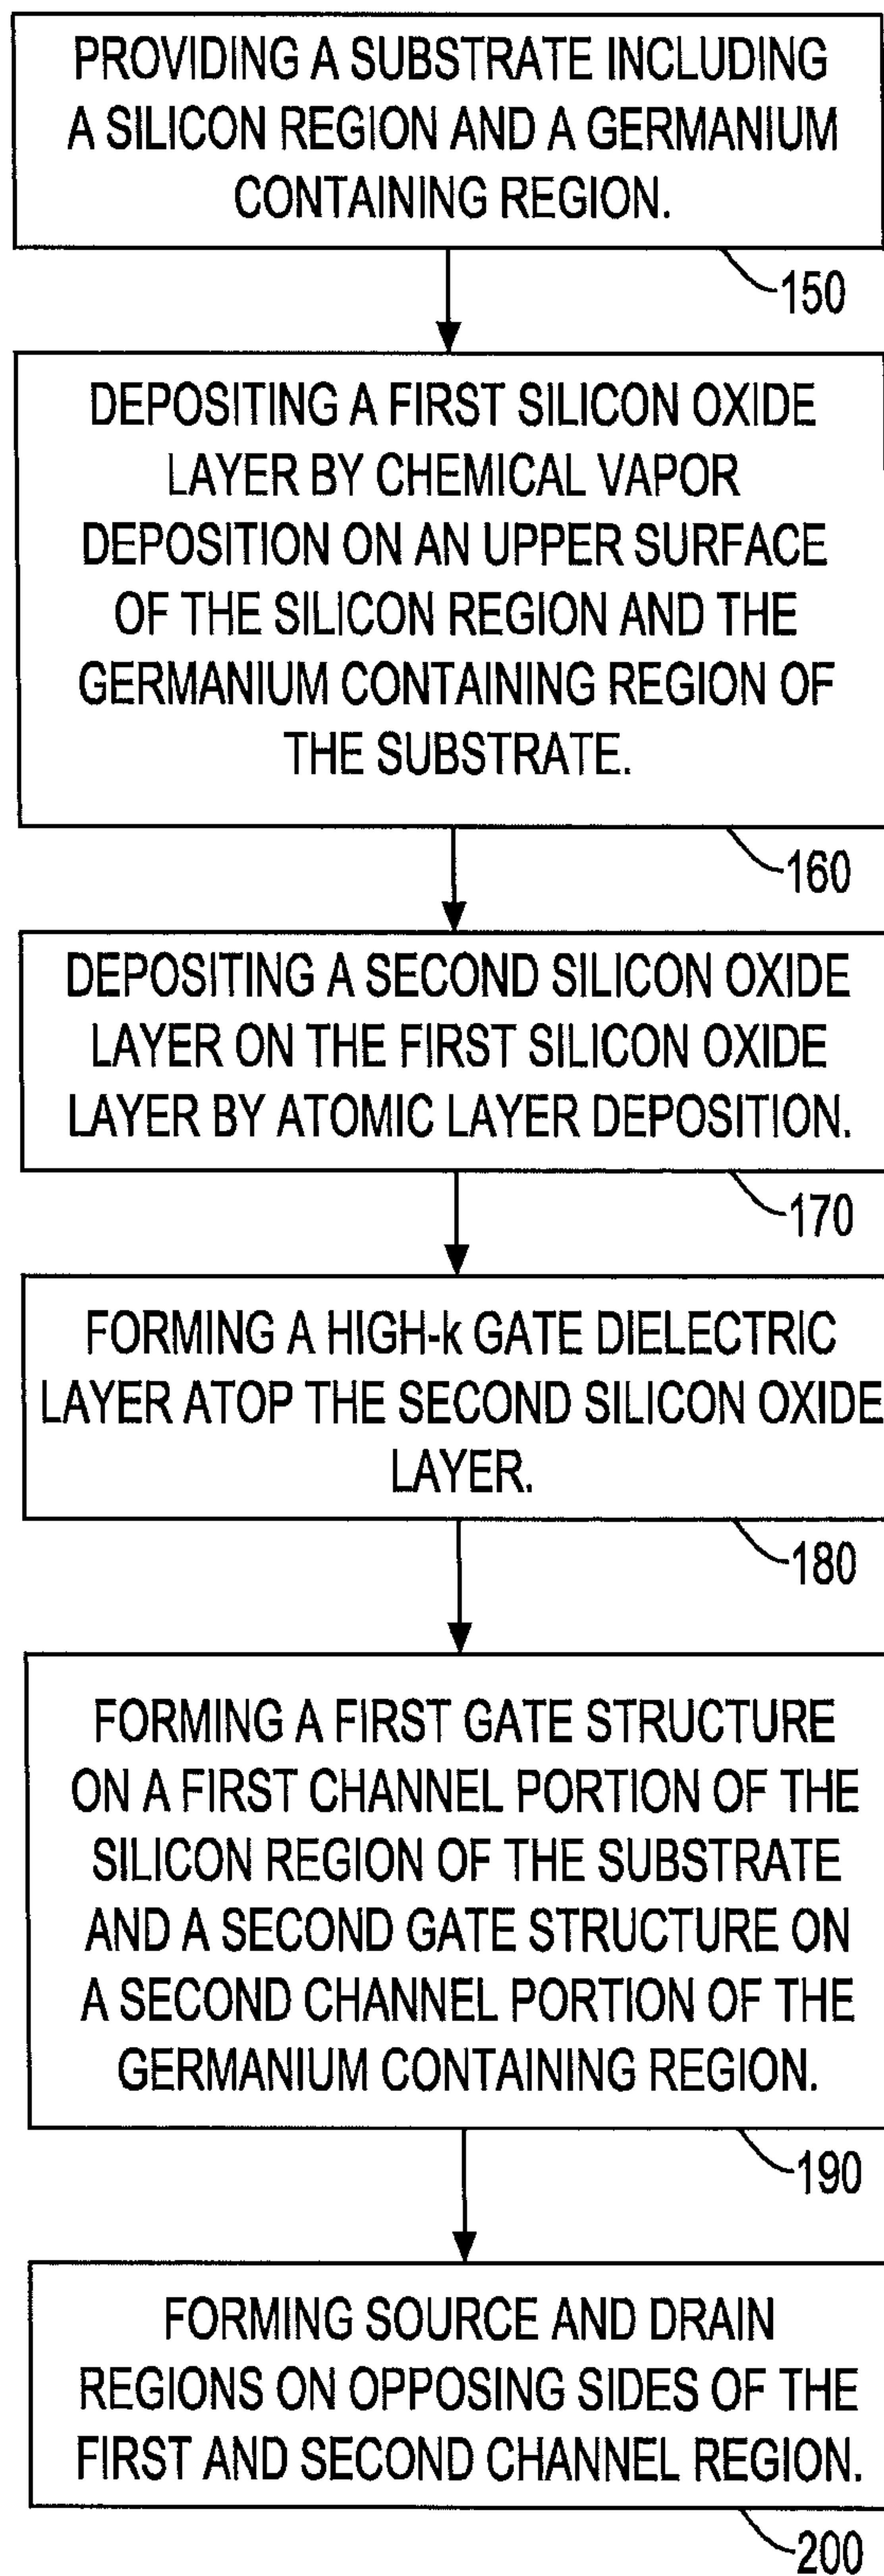 PROVIDING A SUBSTRATE INCLUDING
A SILICON REGION AND A GERMANIUM
CONTAINING REGION.
150
DEPOSITING A FIRST SILICON OXIDE
LAYER BY CHEMICAL VAPOR
DEPOSITION ON AN UPPER SURFACE
OF THE SILICON REGION AND THE
GERMANIUM CONTAINING REGION OF
THE SUBSTRATE.
160
DEPOSITING A SECOND SILICON OXIDE
LAYER ON THE FIRST SILICON OXIDE
LAYER BY ATOMIC LAYER DEPOSITION.
170
FORMING A HIGH-k GATE DIELECTRIC
LAYER ATOP THE SECOND SILICON OXIDE
LAYER.
180
FORMING A FIRST GATE STRUCTURE
ON A FIRST CHANNEL PORTION OF THE
SILICON REGION OF THE SUBSTRATE
AND A SECOND GATE STRUCTURE ON
A SECOND CHANNEL PORTION OF THE
GERMANIUM CONTAINING REGION.
190
FORMING SOURCE AND DRAIN
REGIONS ON OPPOSING SIDES OF THE
FIRST AND SECOND CHANNEL REGION.
200